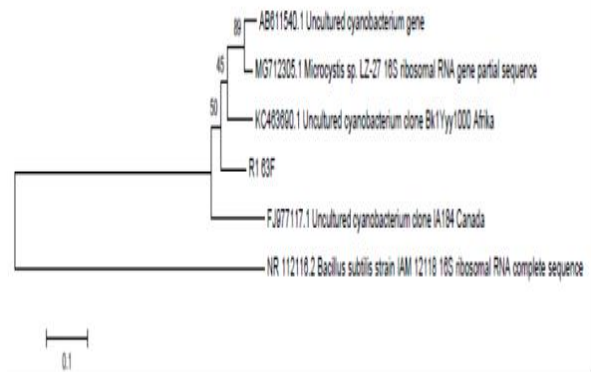 89
AB611540.1 Uncultured cyanobacterium gene
45
MG712305.1 Microcystis sp. LZ-27 16S ribosomal RNA gene partial sequence
50
KC463690.1 Uncultured cyanobacterium clone Bk1Yyy1000 Afrika
R1 63F
FJ977117.1 Uncultured cyanobacterium clone IA184 Canada
NR 112116.2 Bacillus subtilis strain IAM 12118 16S ribosomal RNA complete sequence
0.1